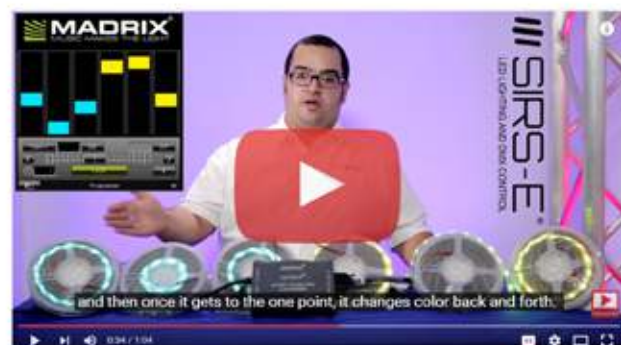 MADRIX®
MUSIC MAKES THE LIGHT
SIRS-E®
LED LIGHTING AND DMX CONTROL
and then once it gets to the one point, it changes color back and forth.
0:34 / 1:04